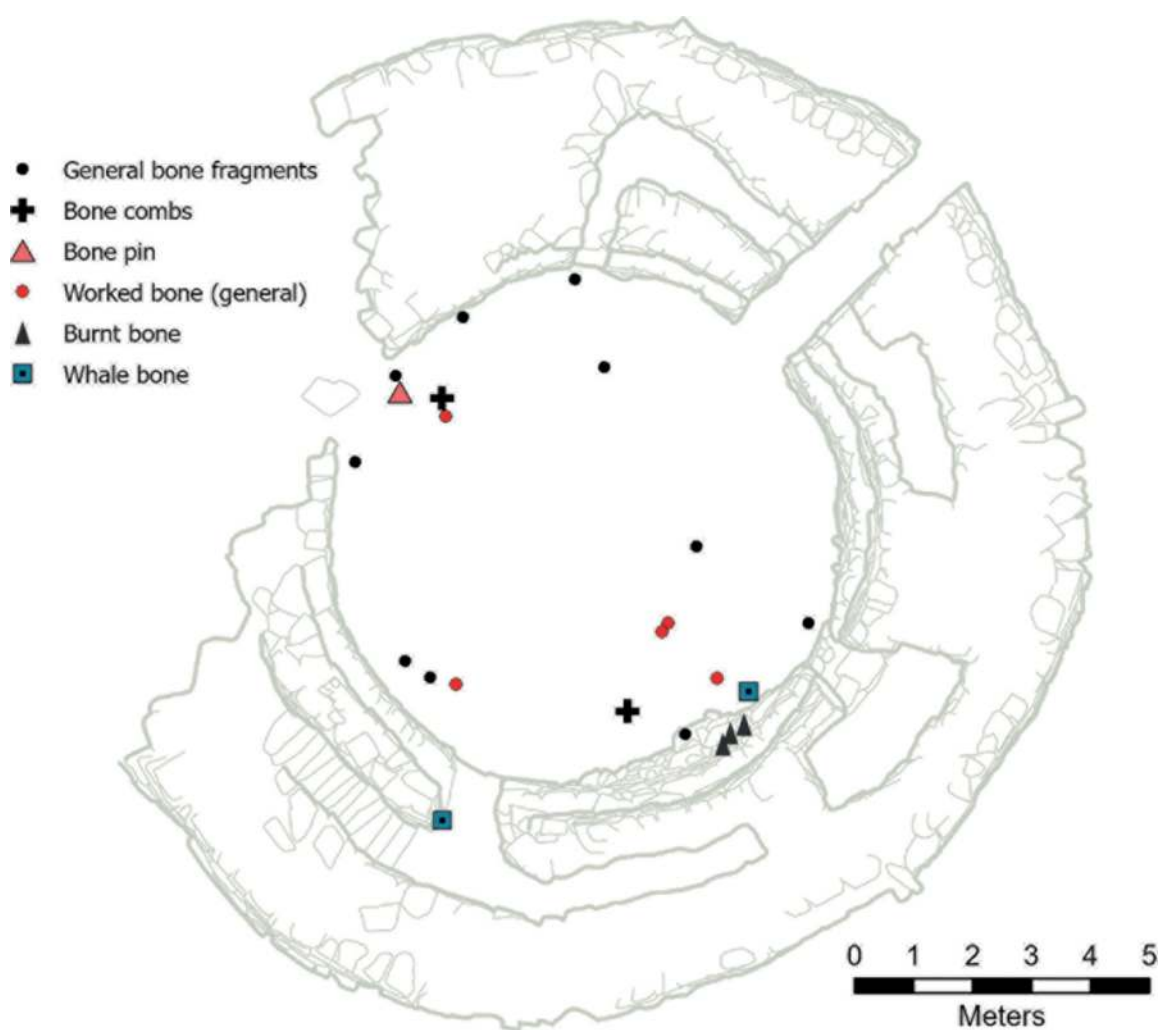 General bone fragments
Bone combs
Bone pin
Worked bone (general)
Burnt bone
Whale bone
0 1 2 3 4 5
Meters